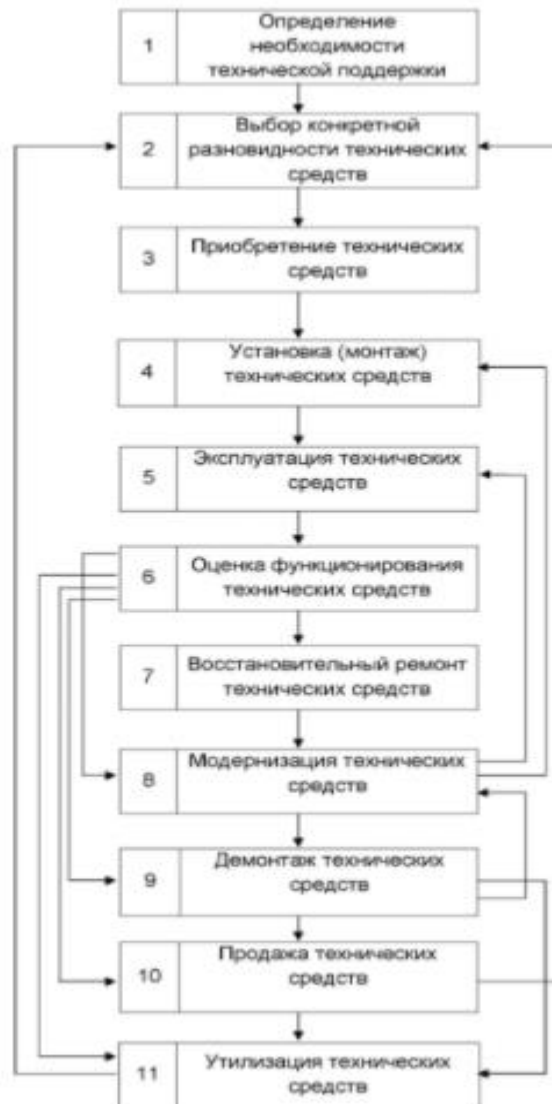 1
Определение
необходимости
технической поддержки
2
Выбор конкретной
разновидности технических
средств
3
Приобретение технических
средств
4
Установка (монтаж)
технических средств
5
Эксплуатация технических
средств
6
Оценка функционирования
технических средств
7
Восстановительный ремонт
технических средств
8
Модернизация технических
средств
9
Демонтаж технических
средств
10
Продажа технических
средств
11
Утилизация технических
средств